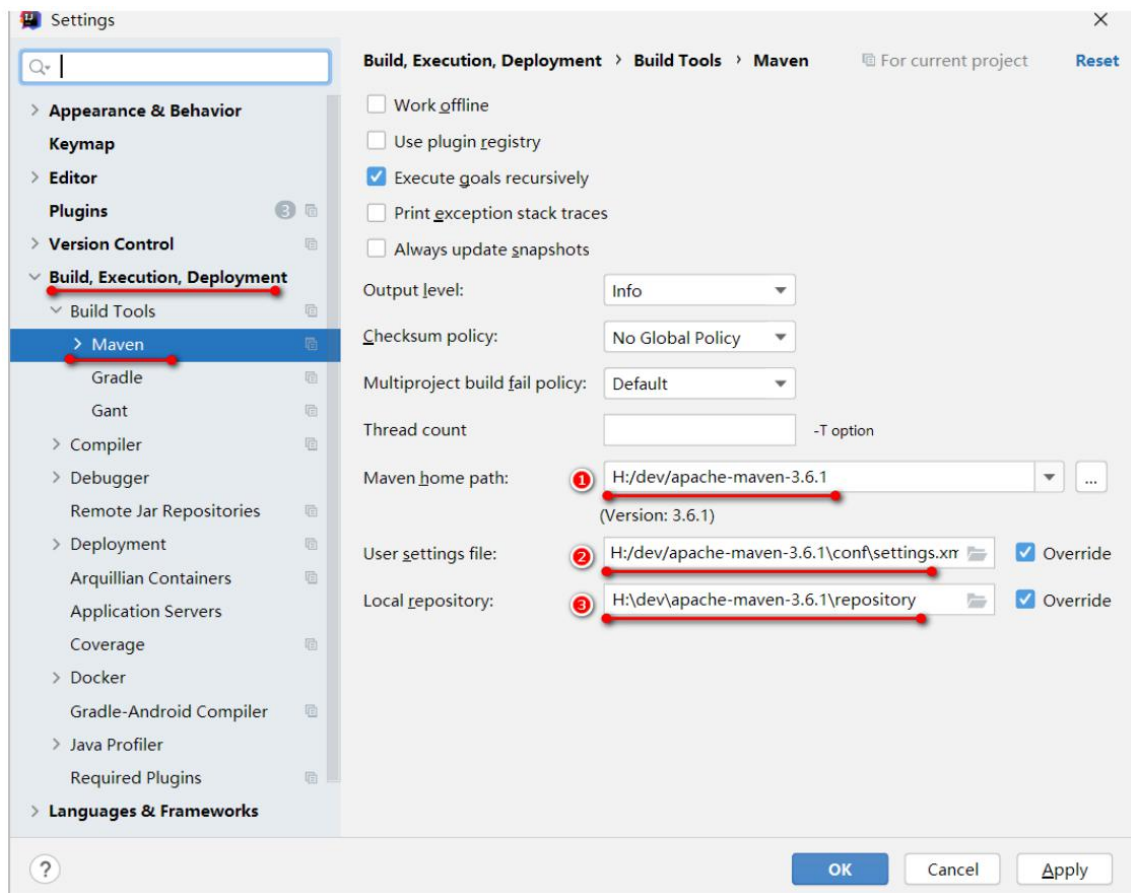 Settings
Build, Execution, Deployment › Build Tools › Maven For current project Reset
Appearance & Behavior
Keymap
Editor
Plugins 3
Version Control
Build, Execution, Deployment
Build Tools
Maven
Gradle
Gant
Compiler
Debugger
Remote Jar Repositories
Deployment
Arquillian Containers
Application Servers
Coverage
Docker
Gradle-Android Compiler
Java Profiler
Required Plugins
Languages & Frameworks
Work offline
Use plugin registry
Execute goals recursively
Print exception stack traces
Always update snapshots
Output level: Info
Checksum policy: No Global Policy
Multiproject build fail policy: Default
Thread count -T option
Maven home path: 1 H:/dev/apache-maven-3.6.1 ...
(Version: 3.6.1)
User settings file: 2 H:/dev/apache-maven-3.6.1\conf\settings.xm Override
Local repository: 3 H:\dev\apache-maven-3.6.1\repository Override
? OK Cancel Apply